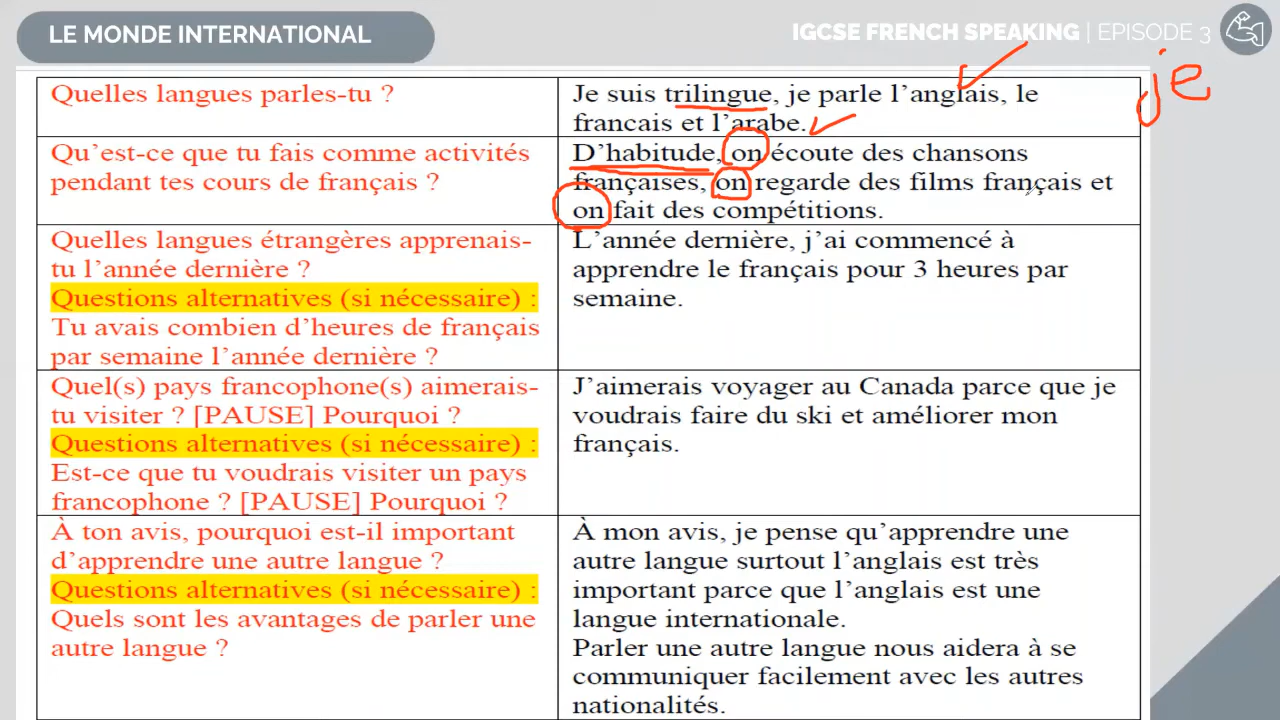 LE MONDE INTERNATIONAL
IGCSE FRENCH SPEAKING | EPISODE 3
je
Quelles langues parles-tu ?
Je suis trilingue, je parle l'anglais, le
francais et l'arabe.
Qu'est-ce que tu fais comme activités
pendant tes cours de français ?
D'habitude, on écoute des chansons
françaises, on regarde des films français et
on fait des compétitions.
Quelles langues étrangères apprenais-
tu l'année dernière ?
Questions alternatives (si nécessaire) :
Tu avais combien d'heures de français
par semaine l'année dernière ?
L'année dernière, j'ai commencé à
apprendre le français pour 3 heures par
semaine.
Quel(s) pays francophone(s) aimerais-
tu visiter ? [PAUSE] Pourquoi ?
Questions alternatives (si nécessaire) :
Est-ce que tu voudrais visiter un pays
francophone ? [PAUSE] Pourquoi ?
J'aimerais voyager au Canada parce que je
voudrais faire du ski et améliorer mon
français.
À ton avis, pourquoi est-il important
d'apprendre une autre langue ?
Questions alternatives (si nécessaire) :
Quels sont les avantages de parler une
autre langue ?
À mon avis, je pense qu'apprendre une
autre langue surtout l'anglais est très
important parce que l'anglais est une
langue internationale.
Parler une autre langue nous aidera à se
communiquer facilement avec les autres
nationalités.